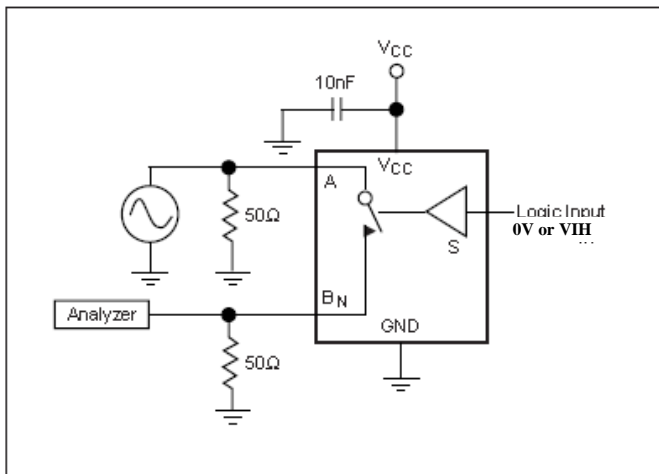 VCC
10nF
VCC
A
50Ω
Logic Input
0V or VIH
S
BN
Analyzer
GND
50Ω